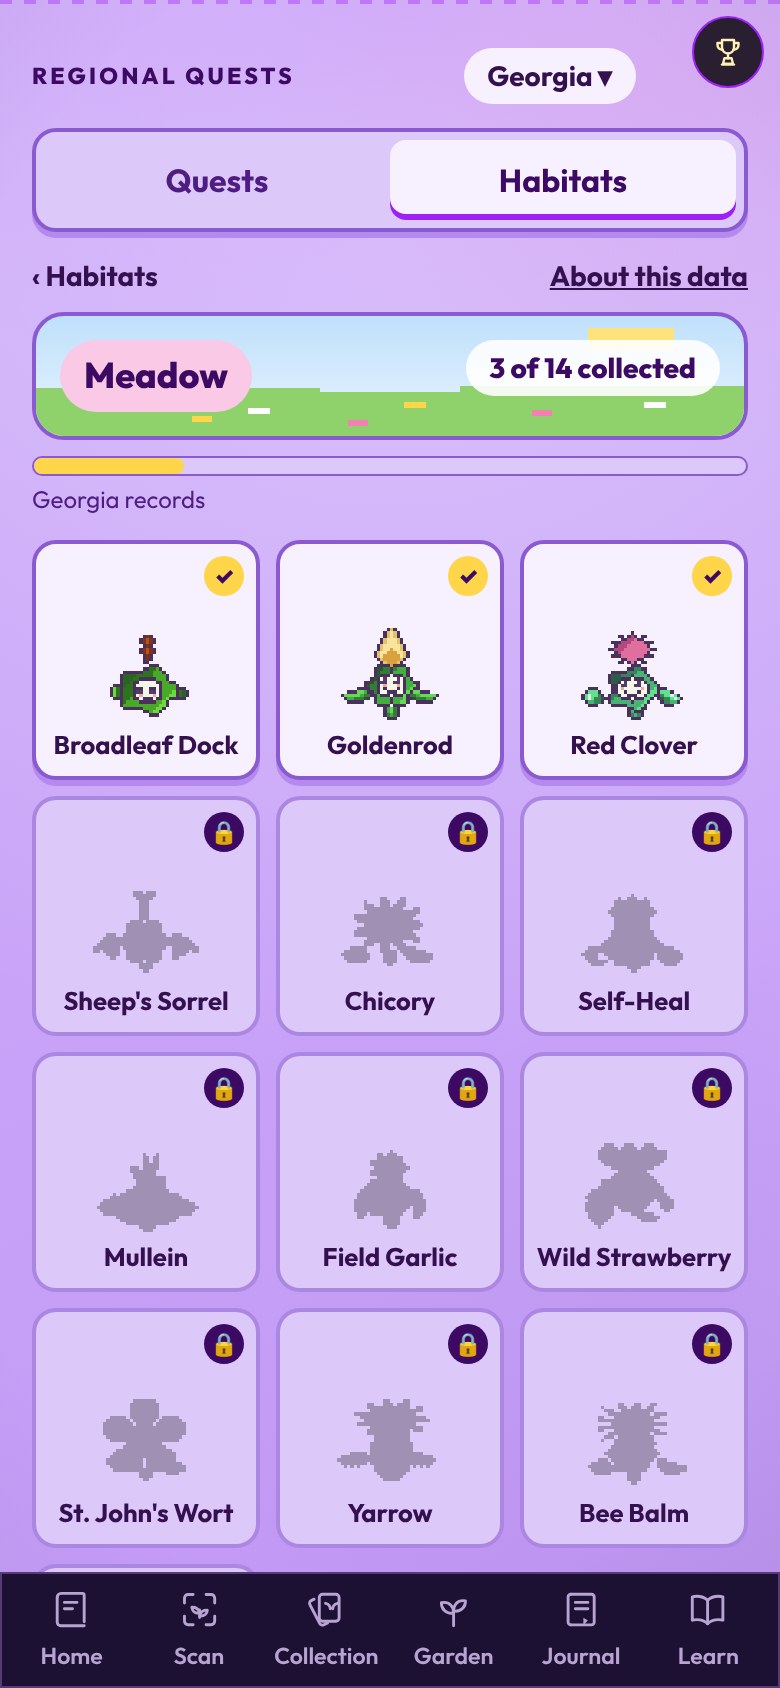 REGIONAL QUESTS
Georgia ▾
Quests
Habitats
‹ Habitats
About this data
Meadow
3 of 14 collected
Georgia records
Broadleaf Dock
Goldenrod
Red Clover
Sheep's Sorrel
Chicory
Self-Heal
Mullein
Field Garlic
Wild Strawberry
St. John's Wort
Yarrow
Bee Balm
Home
Scan
Collection
Garden
Journal
Learn